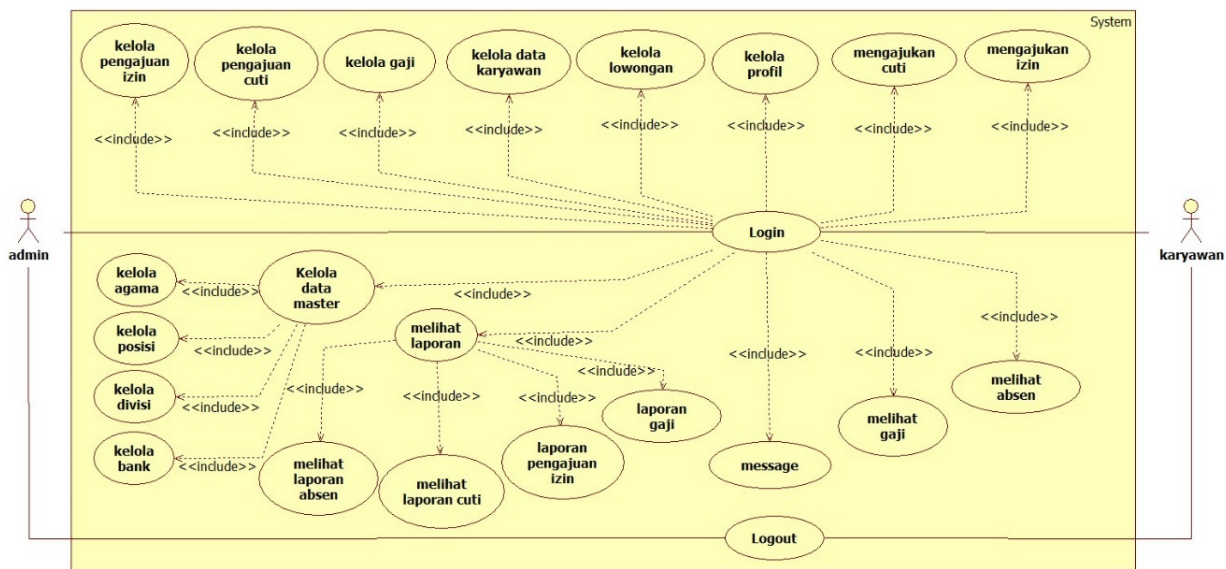 System
kelola
pengajuan
izin
kelola
pengajuan
cuti
kelola gaji
kelola data
karyawan
kelola
lowongan
kelola
profil
mengajukan
cuti
mengajukan
izin
<<include>>
<<include>>
<<include>>
<<include>>
<<include>>
<<include>>
<<include>>
<<include>>
admin
Login
karyawan
kelola
agama
<<include>>
Kelola
data
master
<<include>>
kelola
posisi
<<include>>
melihat
laporan
<<include>>
<<include>>
<<include>>
kelola
divisi
<<include>>
<<include>>
<<include>>
<<include>>
<<include>>
<<include>>
<<include>>
melihat
absen
laporan
gaji
melihat
gaji
kelola
bank
<<include>>
melihat
laporan
absen
melihat
laporan cuti
laporan
pengajuan
izin
message
Logout